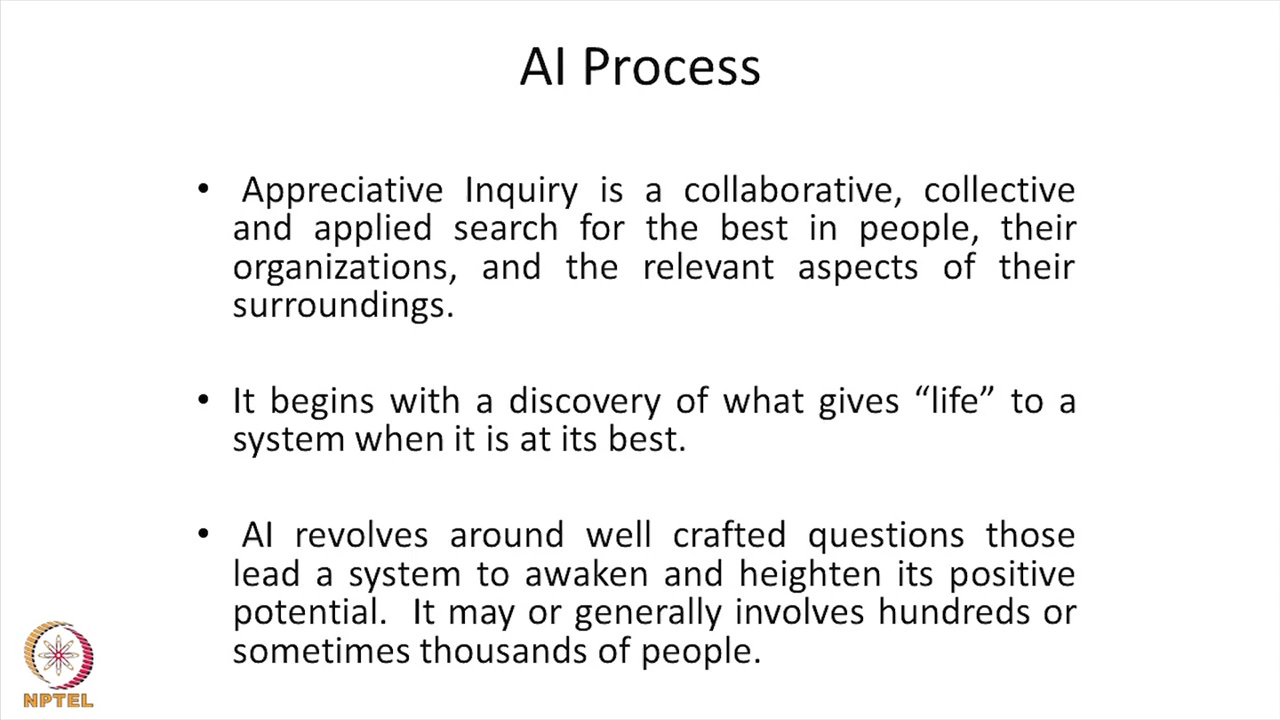 AI Process
• Appreciative Inquiry is a collaborative, collective
and applied search for the best in people, their
organizations, and the relevant aspects of their
surroundings.
• It begins with a discovery of what gives “life” to a
system when it is at its best.
• AI revolves around well crafted questions those
lead a system to awaken and heighten its positive
potential. It may or generally involves hundreds or
sometimes thousands of people.
NPTEL